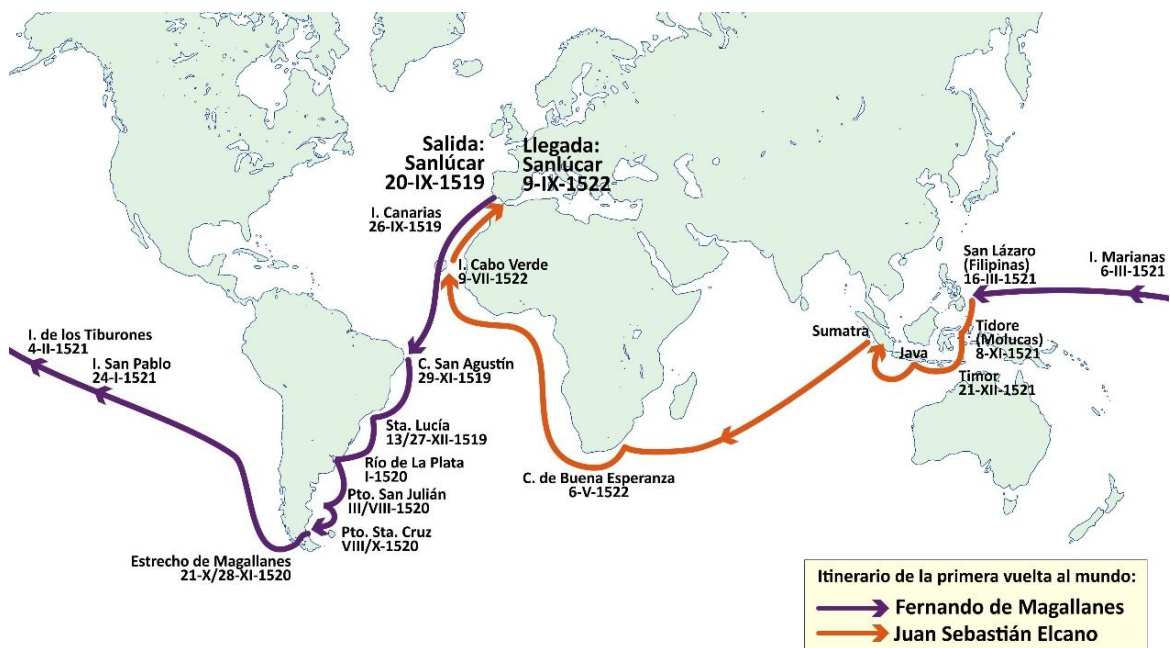 Salida:
Sanlúcar
20-IX-1519
Llegada:
Sanlúcar
9-IX-1522
I. Canarias
26-IX-1519
I. Cabo Verde
9-VII-1522
San Lázaro
(Filipinas)
16-III-1521
I. Marianas
6-III-1521
Sumatra
Java
Tidore
(Molucas)
8-XI-1521
Timor
21-XII-1521
I. de los Tiburones
4-II-1521
I. San Pablo
24-I-1521
C. San Agustín
29-XI-1519
Sta. Lucía
13/27-XII-1519
Río de La Plata
I-1520
Pto. San Julián
III/VIII-1520
Pto. Sta. Cruz
VIII/X-1520
Estrecho de Magallanes
21-X/28-XI-1520
C. de Buena Esperanza
6-V-1522
Itinerario de la primera vuelta al mundo:
Fernando de Magallanes
Juan Sebastián Elcano